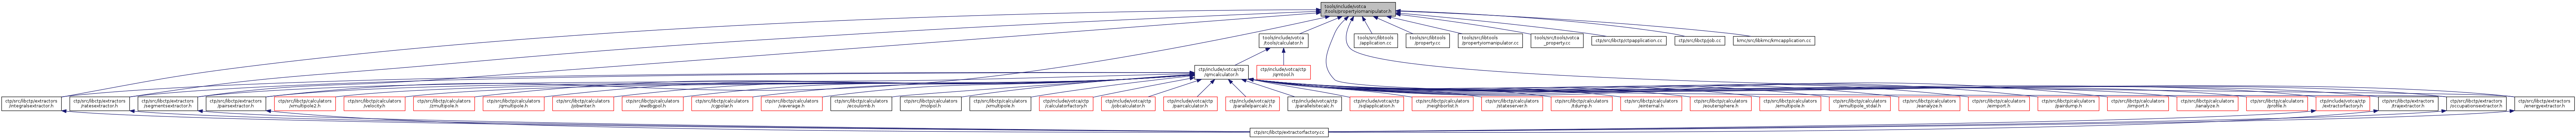 tools/include/votca
/tools/propertyiomanipulator.h
tools/include/votca
/tools/calculator.h
tools/src/libtools
/application.cc
tools/src/libtools
/property.cc
tools/src/libtools
/propertyiomanipulator.cc
tools/src/tools/votca
_property.cc
ctp/src/libctp/ctpapplication.cc
ctp/src/libctp/job.cc
kmc/src/libkmc/kmcapplication.cc
ctp/include/votca/ctp
/qmcalculator.h
ctp/include/votca/ctp
/qmtool.h
ctp/src/libctp/extractors
/integralsextractor.h
ctp/src/libctp/extractors
/ratesextractor.h
ctp/src/libctp/extractors
/segmentsextractor.h
ctp/src/libctp/extractors
/pairsextractor.h
ctp/src/libctp/calculators
/emultipole2.h
ctp/src/libctp/calculators
/velocity.h
ctp/src/libctp/calculators
/zmultipole.h
ctp/src/libctp/calculators
/qmultipole.h
ctp/src/libctp/calculators
/jobwriter.h
ctp/src/libctp/calculators
/ewdbgpol.h
ctp/src/libctp/calculators
/cgpolar.h
ctp/src/libctp/calculators
/vaverage.h
ctp/src/libctp/calculators
/ecoulomb.h
ctp/src/libctp/calculators
/molpol.h
ctp/src/libctp/calculators
/emultipole.h
ctp/include/votca/ctp
/calculatorfactory.h
ctp/include/votca/ctp
/jobcalculator.h
ctp/include/votca/ctp
/paircalculator.h
ctp/include/votca/ctp
/parallelpaircalc.h
ctp/include/votca/ctp
/parallelxjobcalc.h
ctp/include/votca/ctp
/sqlapplication.h
ctp/src/libctp/calculators
/neighborlist.h
ctp/src/libctp/calculators
/stateserver.h
ctp/src/libctp/calculators
/tdump.h
ctp/src/libctp/calculators
/einternal.h
ctp/src/libctp/calculators
/eoutersphere.h
ctp/src/libctp/calculators
/emultipole.h
ctp/src/libctp/calculators
/emultipole_stdal.h
ctp/src/libctp/calculators
/eanalyze.h
ctp/src/libctp/calculators
/eimport.h
ctp/src/libctp/calculators
/pairdump.h
ctp/src/libctp/calculators
/iimport.h
ctp/src/libctp/calculators
/ianalyze.h
ctp/src/libctp/calculators
/profile.h
ctp/include/votca/ctp
/extractorfactory.h
ctp/src/libctp/extractors
/trajextractor.h
ctp/src/libctp/extractors
/occupationsextractor.h
ctp/src/libctp/extractors
/energyextractor.h
ctp/src/libctp/extractorfactory.cc